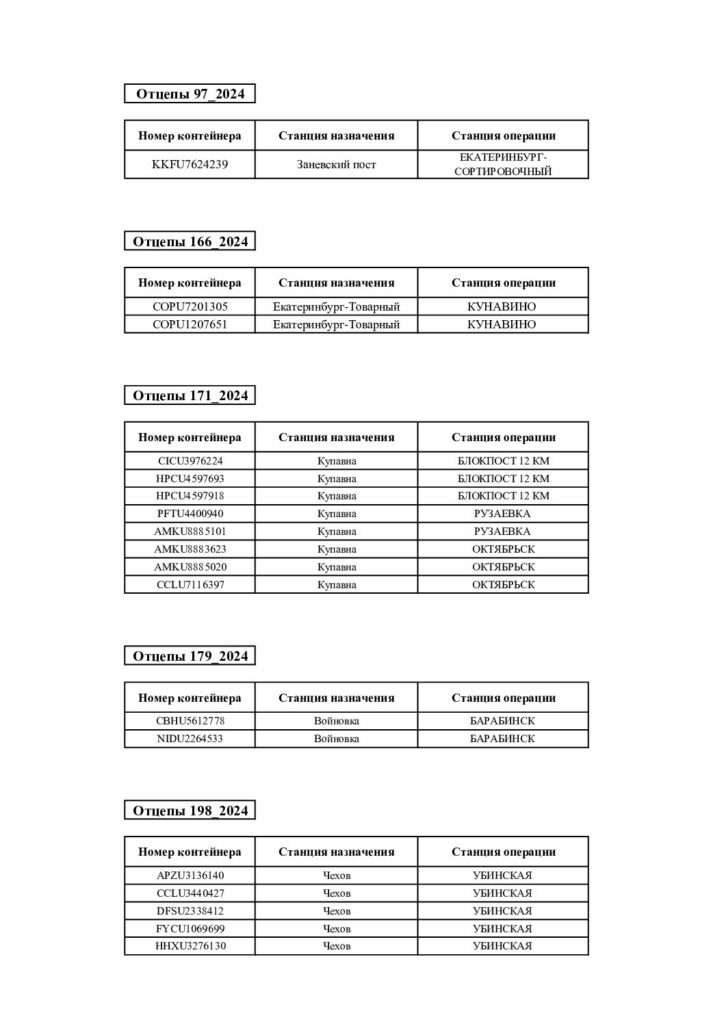 Отцепы 97_2024
Номер контейнера Станция назначения Станция операции
KKFU7624239 Заневский пост ЕКАТЕРИНБУРГ-
СОРТИРОВОЧНЫЙ
Отцепы 166_2024
Номер контейнера Станция назначения Станция операции
COPU7201305 Екатеринбург-Товарный КУНАВИНО
COPU1207651 Екатеринбург-Товарный КУНАВИНО
Отцепы 171_2024
Номер контейнера Станция назначения Станция операции
CICU3976224 Купавна БЛОКПОСТ 12 КМ
HPCU4597693 Купавна БЛОКПОСТ 12 КМ
HPCU4597918 Купавна БЛОКПОСТ 12 КМ
PFTU4400940 Купавна РУЗАЕВКА
AMKU8885101 Купавна РУЗАЕВКА
AMKU8883623 Купавна ОКТЯБРЬСК
AMKU8885020 Купавна ОКТЯБРЬСК
CCLU7116397 Купавна ОКТЯБРЬСК
Отцепы 179_2024
Номер контейнера Станция назначения Станция операции
CBHU5612778 Войновка БАРАБИНСК
NIDU2264533 Войновка БАРАБИНСК
Отцепы 198_2024
Номер контейнера Станция назначения Станция операции
APZU3136140 Чехов УБИНСКАЯ
CCLU3440427 Чехов УБИНСКАЯ
DFSU2338412 Чехов УБИНСКАЯ
FYCU1069699 Чехов УБИНСКАЯ
HHXU3276130 Чехов УБИНСКАЯ